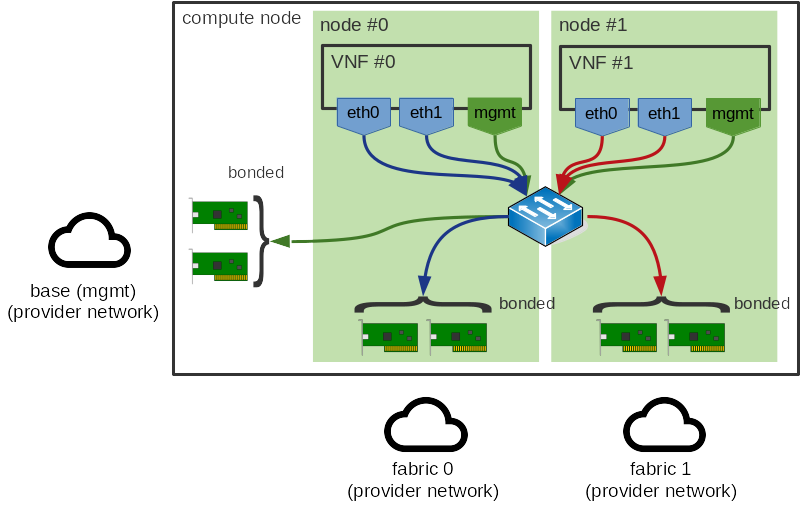 compute node
node #0
node #1
VNF #0
VNF #1
eth0
eth1
mgmt
eth0
eth1
mgmt
bonded
base (mgmt)
(provider network)
bonded
bonded
fabric 0
(provider network)
fabric 1
(provider network)